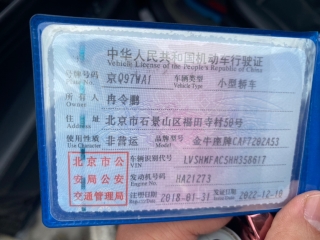 中华人民共和国机动车行驶证
Vehicle License of the People's Republic of China
号牌号码 京Q97WA1 车辆类型 小型轿车
Plate No. Vehicle Type
所有人 冉令鹏
Owner
住址 北京市石景山区福田寺村50号
Address
使用性质 非营运 品牌型号 金牛座牌CAF7202AS3
Use Character Model
北京市公安局公安交通管理局
车辆识别代号
VIN
发动机号码 HA21273
Engine No.
注册日期 2018-01-31 发证日期 2022-12-10